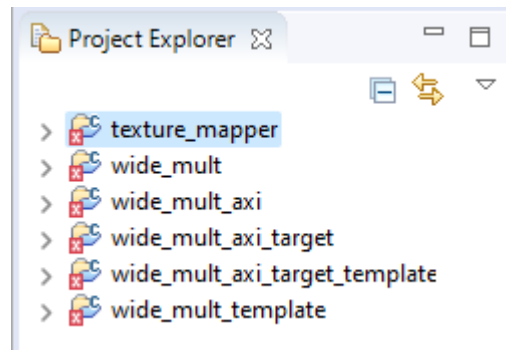 Project Explorer
texture_mapper
wide_mult
wide_mult_axi
wide_mult_axi_target
wide_mult_axi_target_template
wide_mult_template